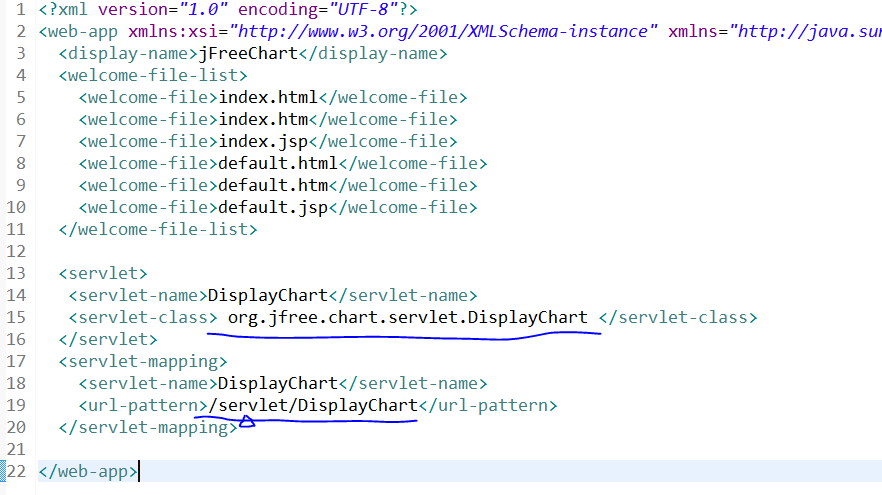 1 <?xml version="1.0" encoding="UTF-8"?>
2 <web-app xmlns:xsi="http://www.w3.org/2001/XMLSchema-instance" xmlns="http://java.sun
3 <display-name>jFreeChart</display-name>
4 <welcome-file-list>
5 <welcome-file>index.html</welcome-file>
6 <welcome-file>index.htm</welcome-file>
7 <welcome-file>index.jsp</welcome-file>
8 <welcome-file>default.html</welcome-file>
9 <welcome-file>default.htm</welcome-file>
10 <welcome-file>default.jsp</welcome-file>
11 </welcome-file-list>
12
13 <servlet>
14 <servlet-name>DisplayChart</servlet-name>
15 <servlet-class> org.jfree.chart.servlet.DisplayChart </servlet-class>
16 </servlet>
17 <servlet-mapping>
18 <servlet-name>DisplayChart</servlet-name>
19 <url-pattern>/servlet/DisplayChart</url-pattern>
20 </servlet-mapping>
21
22 </web-app>